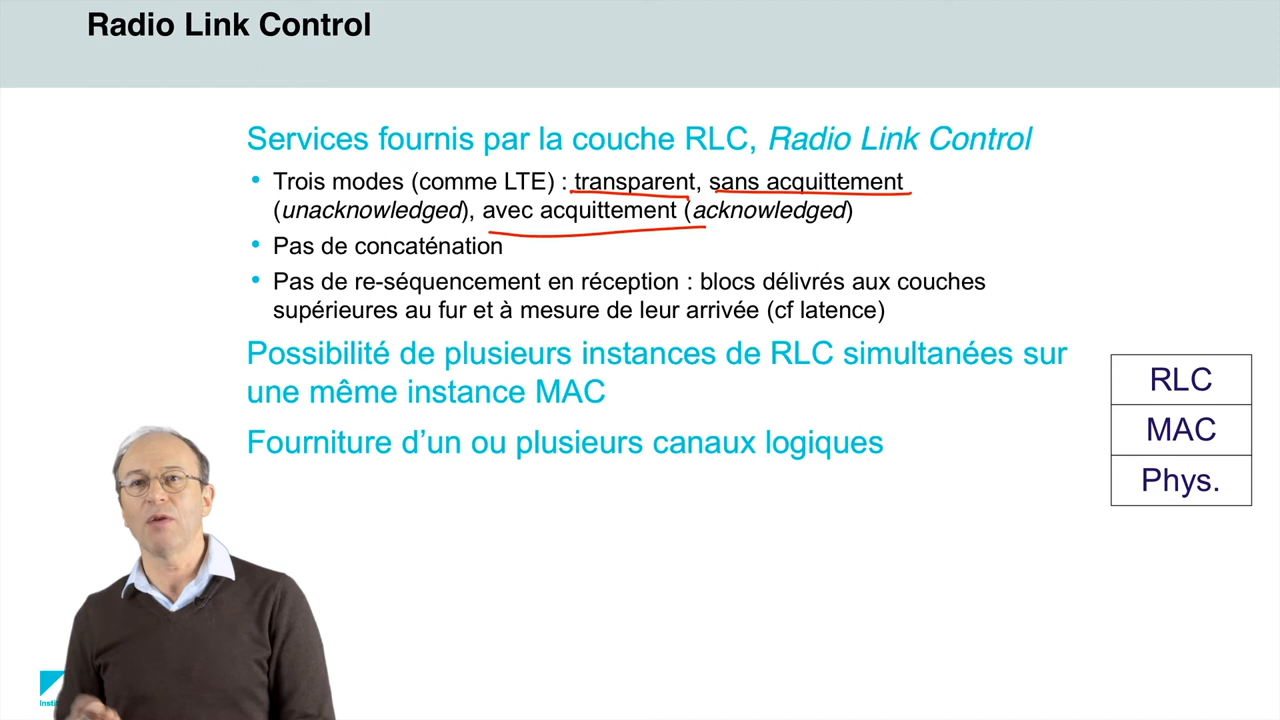 Radio Link Control
Services fournis par la couche RLC, Radio Link Control
• Trois modes (comme LTE) : transparent, sans acquittement
(unacknowledged), avec acquittement (acknowledged)
• Pas de concaténation
• Pas de re-séquencement en réception : blocs délivrés aux couches
supérieures au fur et à mesure de leur arrivée (cf latence)
Possibilité de plusieurs instances de RLC simultanées sur
une même instance MAC
Fourniture d’un ou plusieurs canaux logiques
RLC
MAC
Phys.